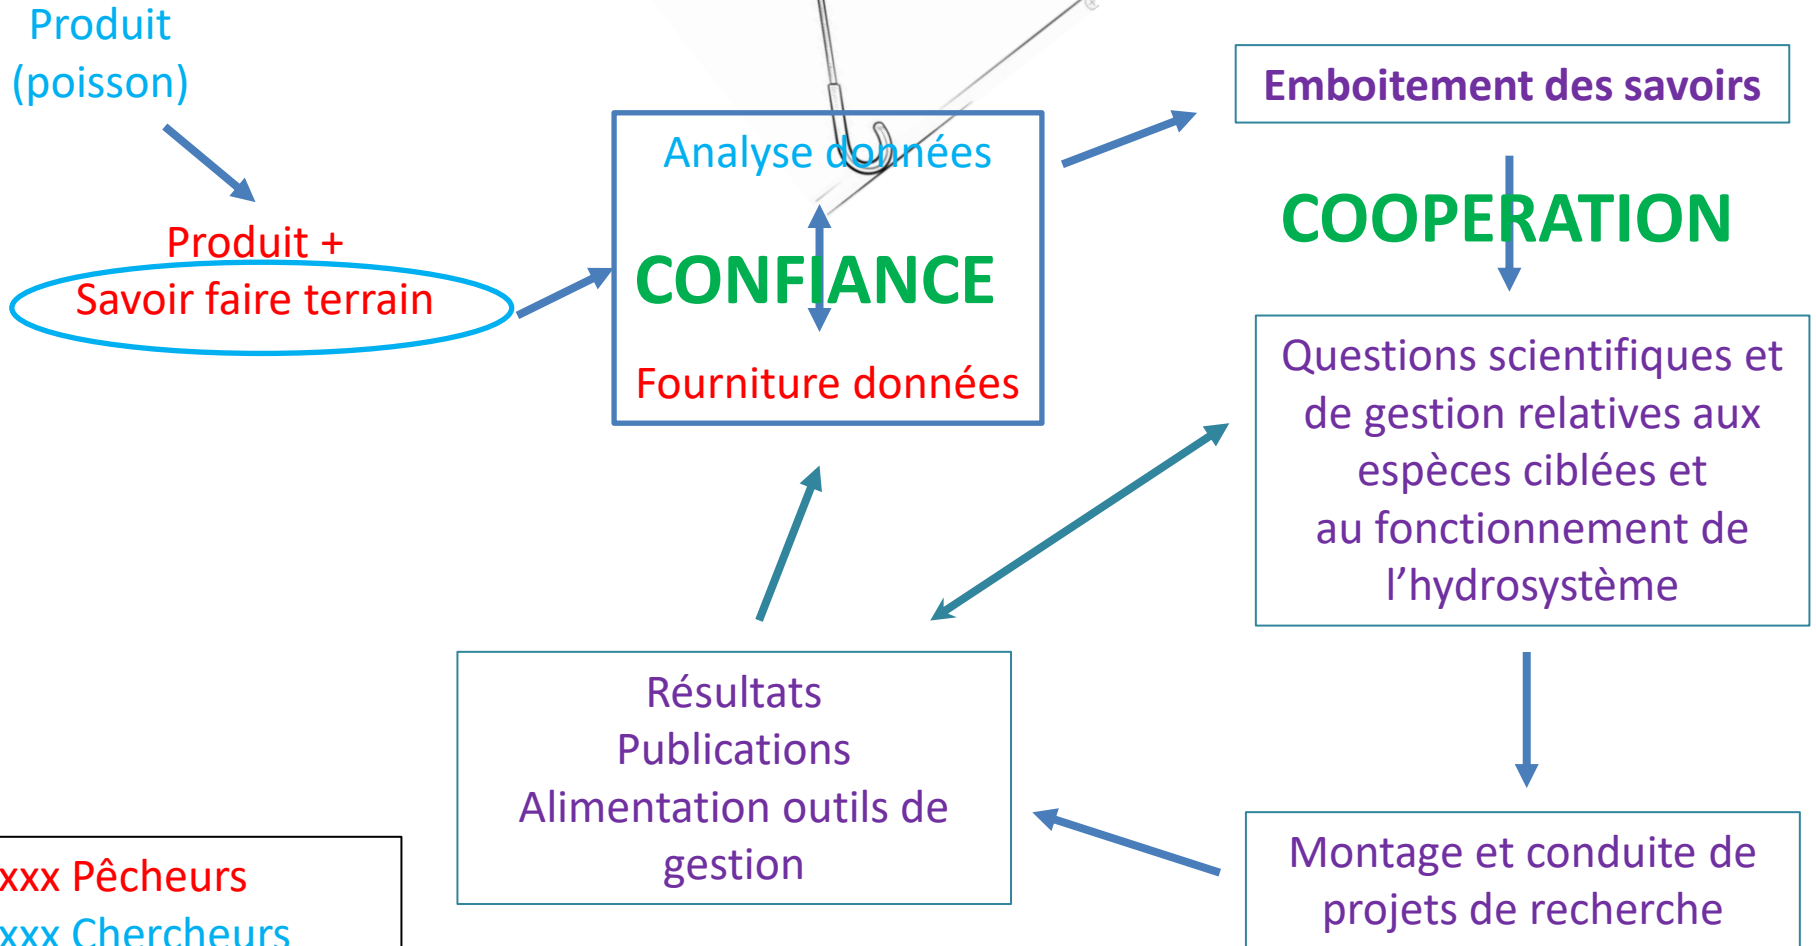 Produit
(poisson)
Produit +
Savoir faire terrain
Analyse données
CONFIANCE
Fourniture données
Emboitement des savoirs
COOPERATION
Questions scientifiques et
de gestion relatives aux
espèces ciblées et
au fonctionnement de
l’hydrosystème
Montage et conduite de
projets de recherche
Résultats
Publications
Alimentation outils de
gestion
xxx Pêcheurs
xxx Chercheurs